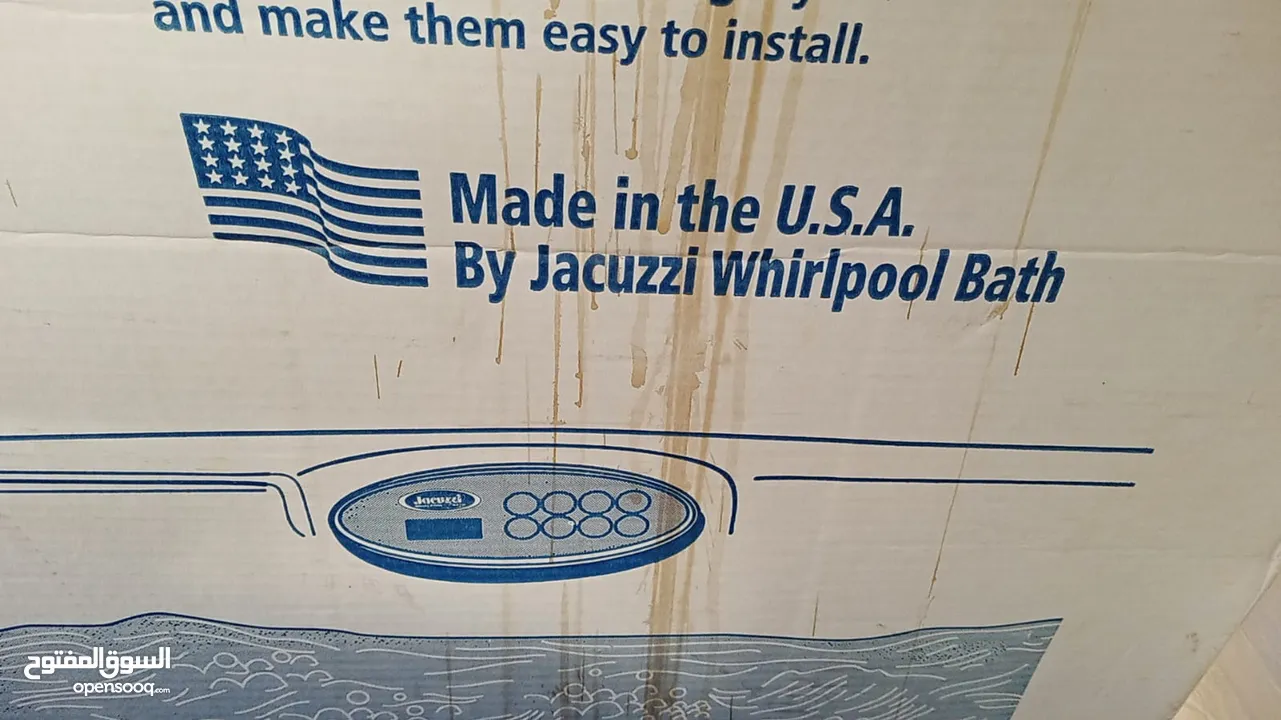 and make them easy to install.
Made in the U.S.A.
By Jacuzzi Whirlpool Bath
Jacuzzi
السوق المفتوح
opensooq.com